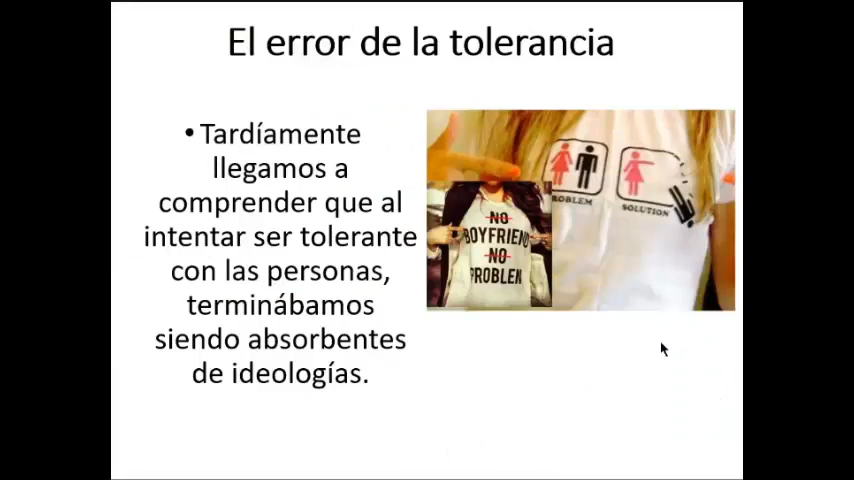 El error de la tolerancia
• Tardíamente
llegamos a
comprender que al
intentar ser tolerante
con las personas,
terminábamos
siendo absorbentes
de ideologías.
ROBLEM
SOLUTION
NO
BOYFRIEND
NO
PROBLEM